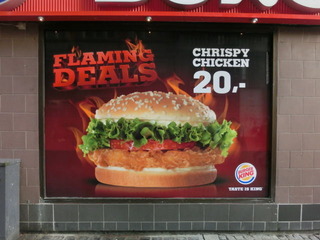 FLAMING
DEALS
CHRISPY
CHICKEN
20,-
BURGER
KING
TASTE IS KING